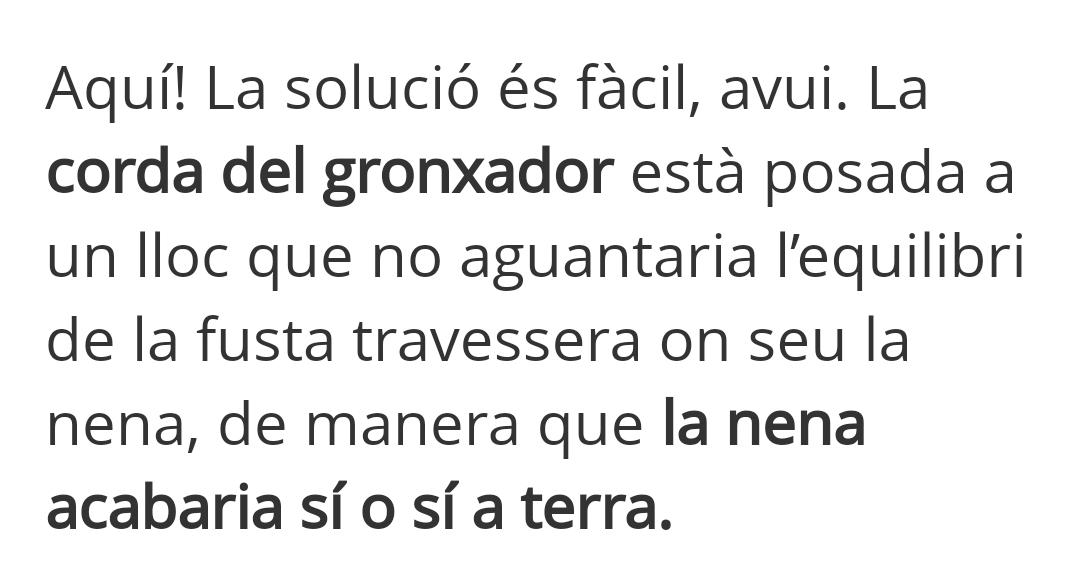 Aquí! La solució és fàcil, avui. La
corda del gronxador està posada a
un lloc que no aguantaria l’equilibri
de la fusta travessera on seu la
nena, de manera que la nena
acabaria sí o sí a terra.